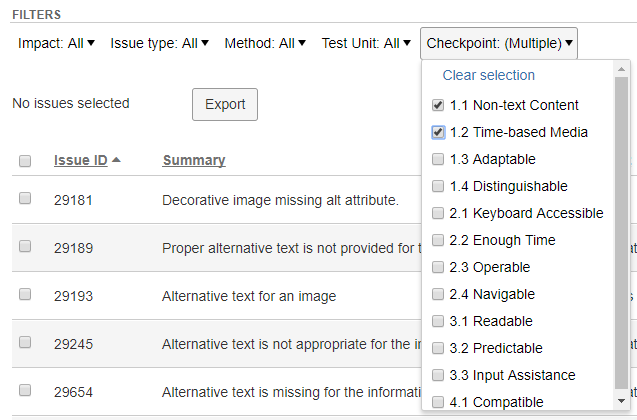 FILTERS
Impact: All Issue type: All Method: All Test Unit: All Checkpoint: (Multiple)
Clear selection
1.1 Non-text Content
1.2 Time-based Media
1.3 Adaptable
1.4 Distinguishable
2.1 Keyboard Accessible
2.2 Enough Time
2.3 Operable
2.4 Navigable
3.1 Readable
3.2 Predictable
3.3 Input Assistance
4.1 Compatible
No issues selected Export
Issue ID Summary
29181 Decorative image missing alt attribute.
29189 Proper alternative text is not provided for
29193 Alternative text for an image
29245 Alternative text is not appropriate for the
29654 Alternative text is missing for the